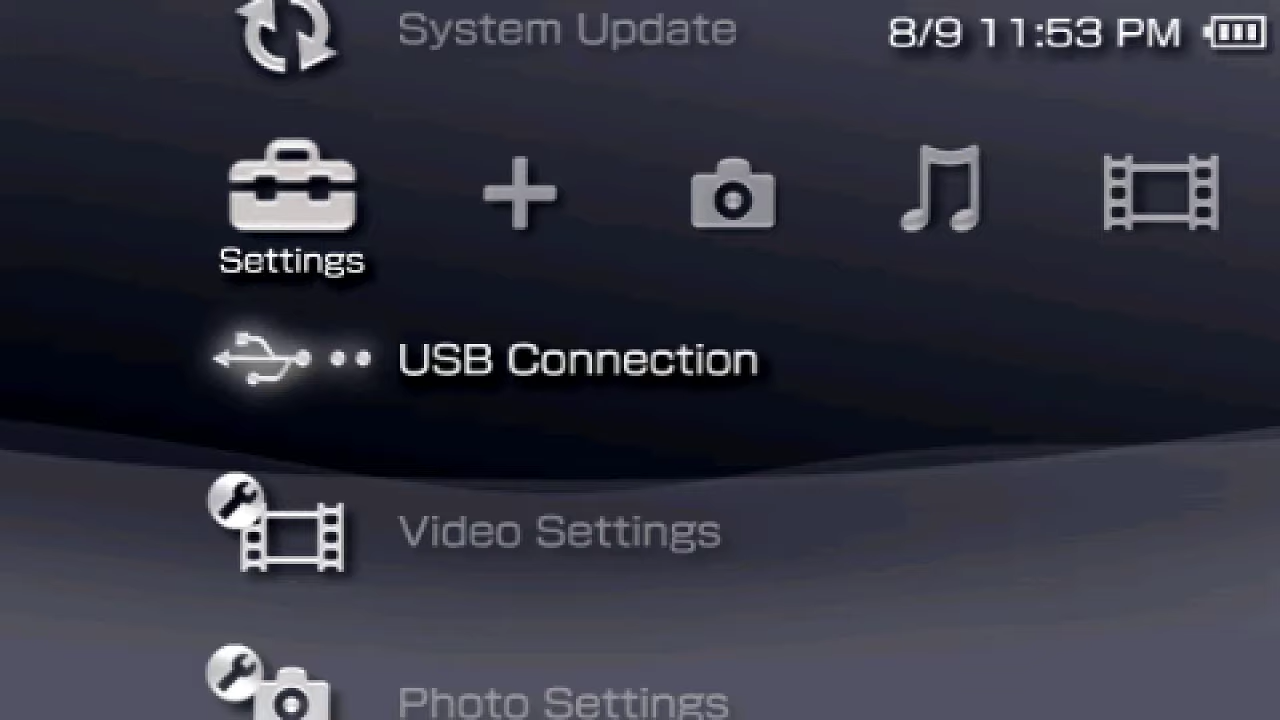 System Update
8/9 11:53 PM
Settings
USB Connection
Video Settings
Photo Settings